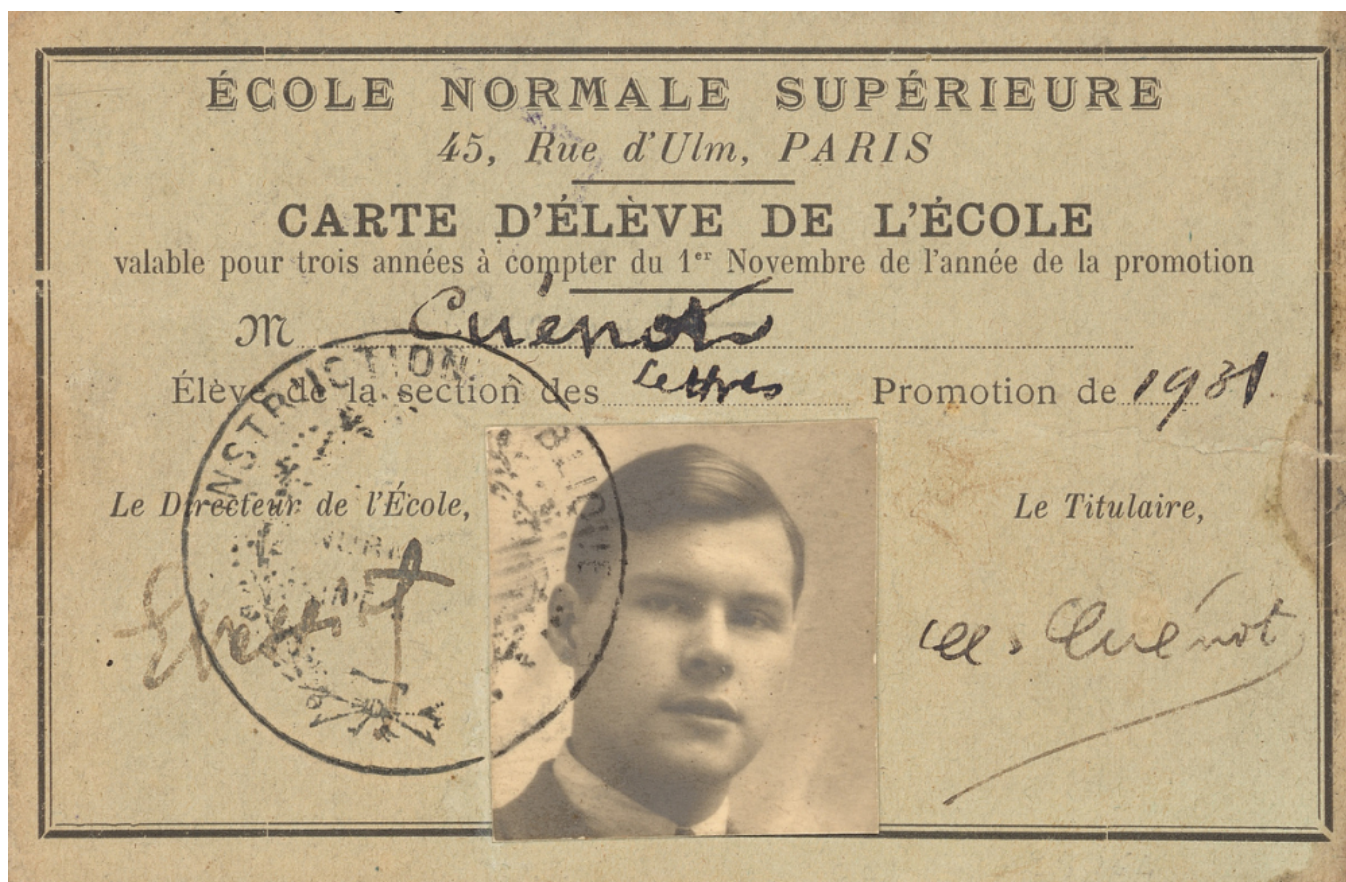 ÉCOLE NORMALE SUPÉRIEURE
45, Rue d'Ulm, PARIS
CARTE D'ÉLÈVE DE L'ÉCOLE
valable pour trois années à compter du 1er Novembre de l'année de la promotion
M Cuénot
Élève de la section des Lettres Promotion de 1931
INSTRUCTION PUBLIQUE
Le Directeur de l'École,
Le Titulaire,
Cuénot